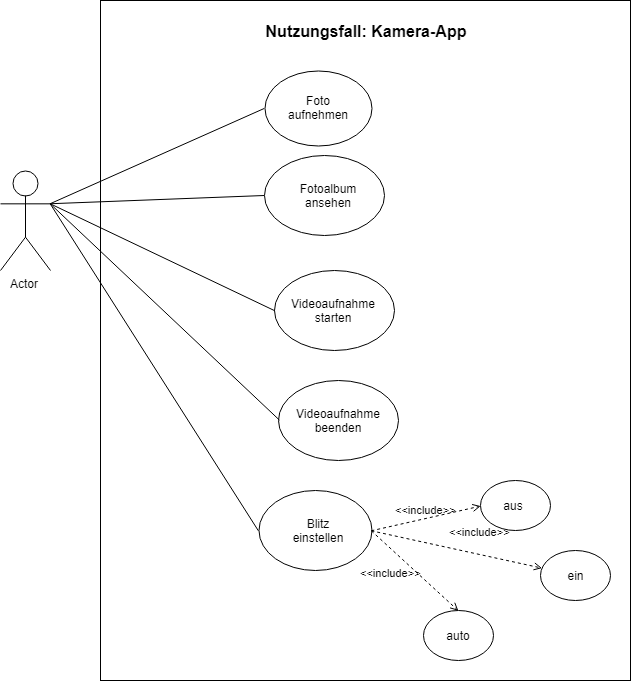 Nutzungsfall: Kamera-App
Foto
aufnehmen
Fotoalbum
ansehen
Actor
Videoaufnahme
starten
Videoaufnahme
beenden
Blitz
einstellen
<<include>>
aus
<<include>>
ein
<<include>>
auto